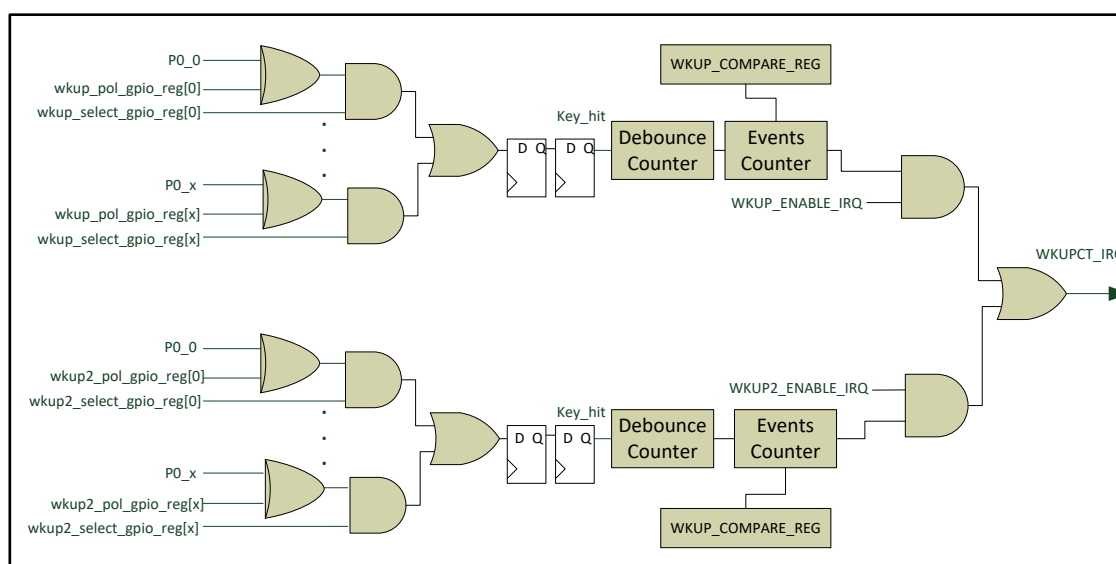 P0_0
wkup_pol_gpio_reg[0]
wkup_select_gpio_reg[0]
P0_x
wkup_pol_gpio_reg[x]
wkup_select_gpio_reg[x]
D Q
D Q
Key_hit
Debounce
Counter
WKUP_COMPARE_REG
Events
Counter
WKUP_ENABLE_IRQ
WKUPCT_IRQ
P0_0
wkup2_pol_gpio_reg[0]
wkup2_select_gpio_reg[0]
P0_x
wkup2_pol_gpio_reg[x]
wkup2_select_gpio_reg[x]
D Q
D Q
Key_hit
Debounce
Counter
WKUP2_ENABLE_IRQ
Events
Counter
WKUP_COMPARE_REG